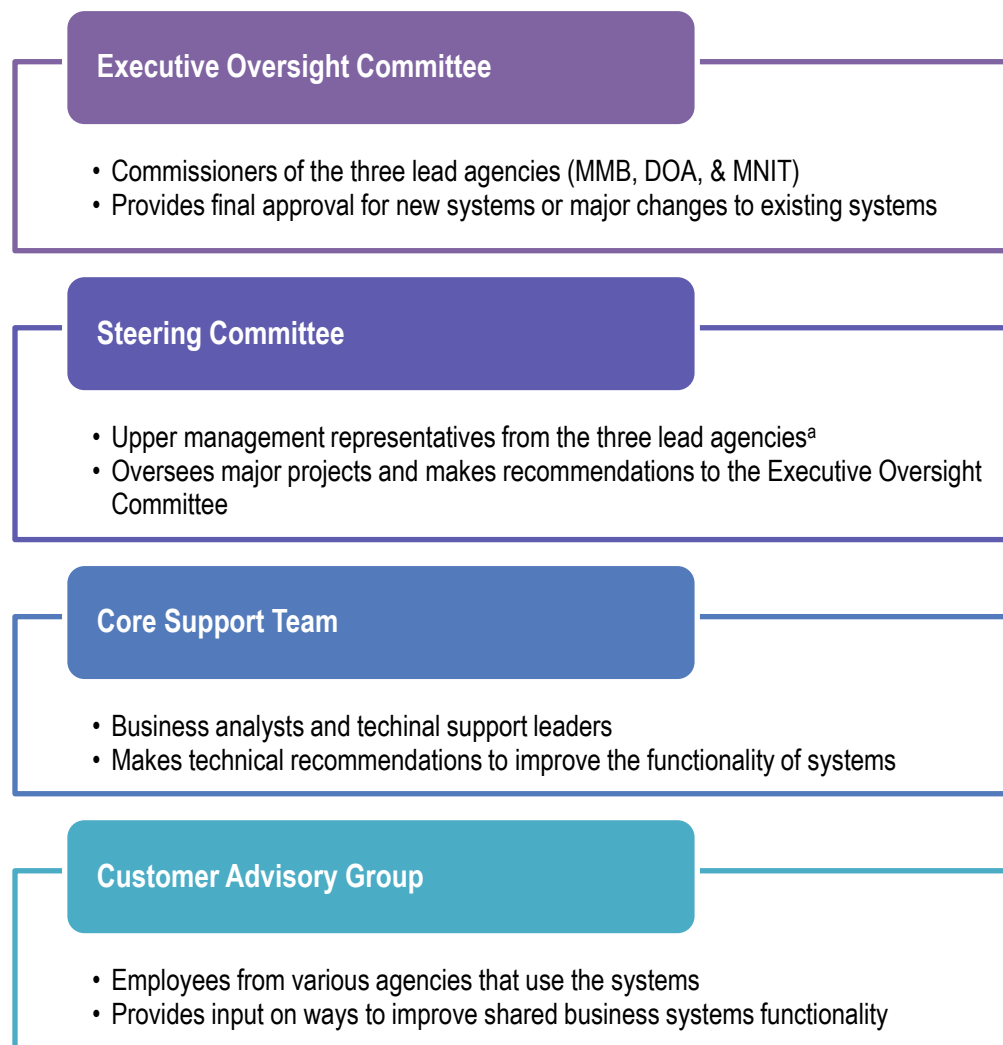 Executive Oversight Committee
• Commissioners of the three lead agencies (MMB, DOA, & MNIT)
• Provides final approval for new systems or major changes to existing systems
Steering Committee
• Upper management representatives from the three lead agenciesᵃ
• Oversees major projects and makes recommendations to the Executive Oversight
Committee
Core Support Team
• Business analysts and techinal support leaders
• Makes technical recommendations to improve the functionality of systems
Customer Advisory Group
• Employees from various agencies that use the systems
• Provides input on ways to improve shared business systems functionality